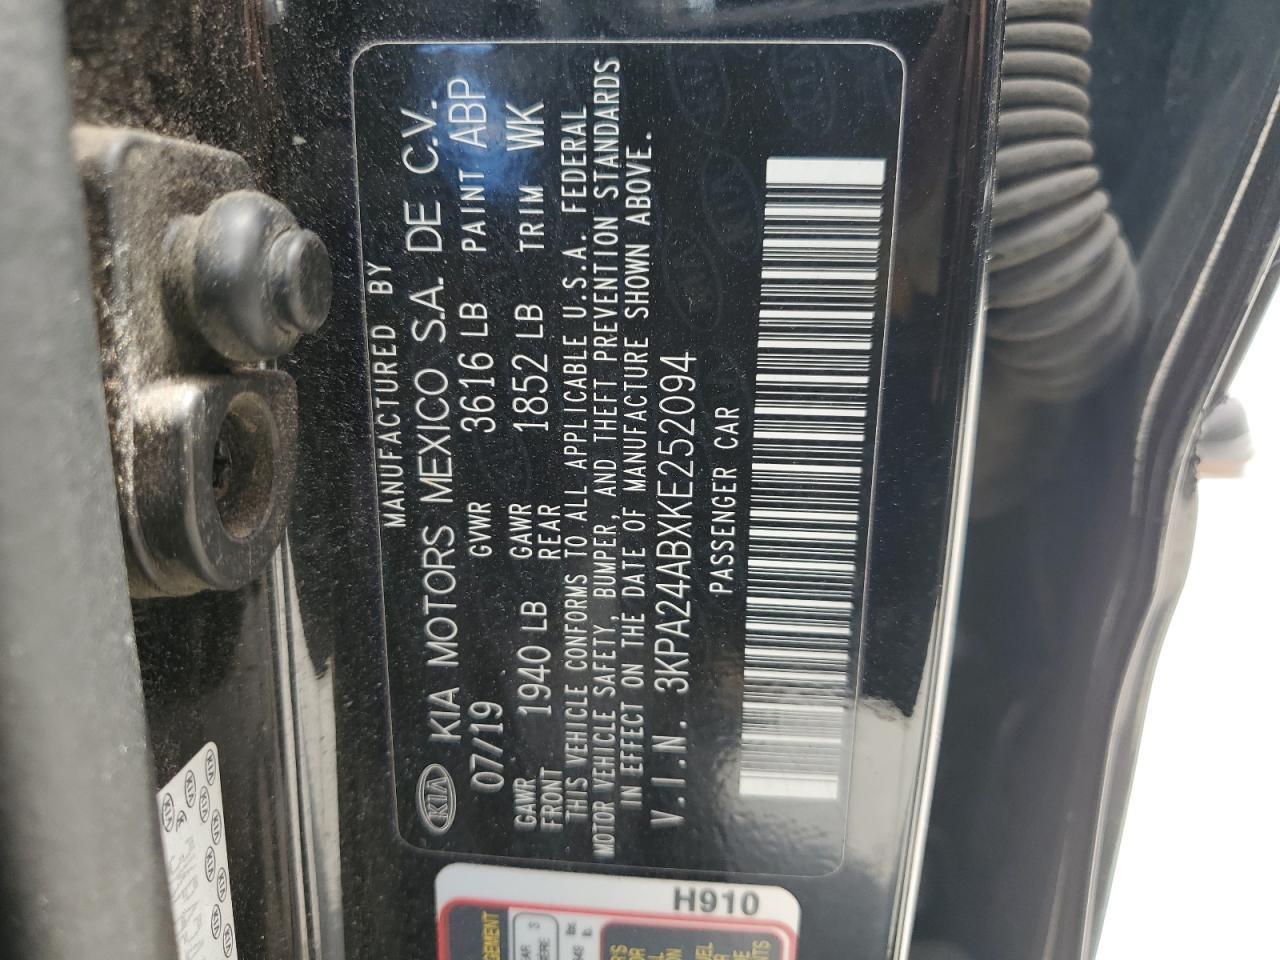 MANUFACTURED BY
KIA KIA MOTORS MEXICO S.A. DE C.V.
07/19 GVWR 3616 LB PAINT ABP
GAWR FRONT 1940 LB GAWR REAR 1852 LB TRIM WK
THIS VEHICLE CONFORMS TO ALL APPLICABLE U.S.A. FEDERAL
MOTOR VEHICLE SAFETY, BUMPER, AND THEFT PREVENTION STANDARDS
IN EFFECT ON THE DATE OF MANUFACTURE SHOWN ABOVE.
V.I.N. 3KPA24ABXKE252094
PASSENGER CAR
H910